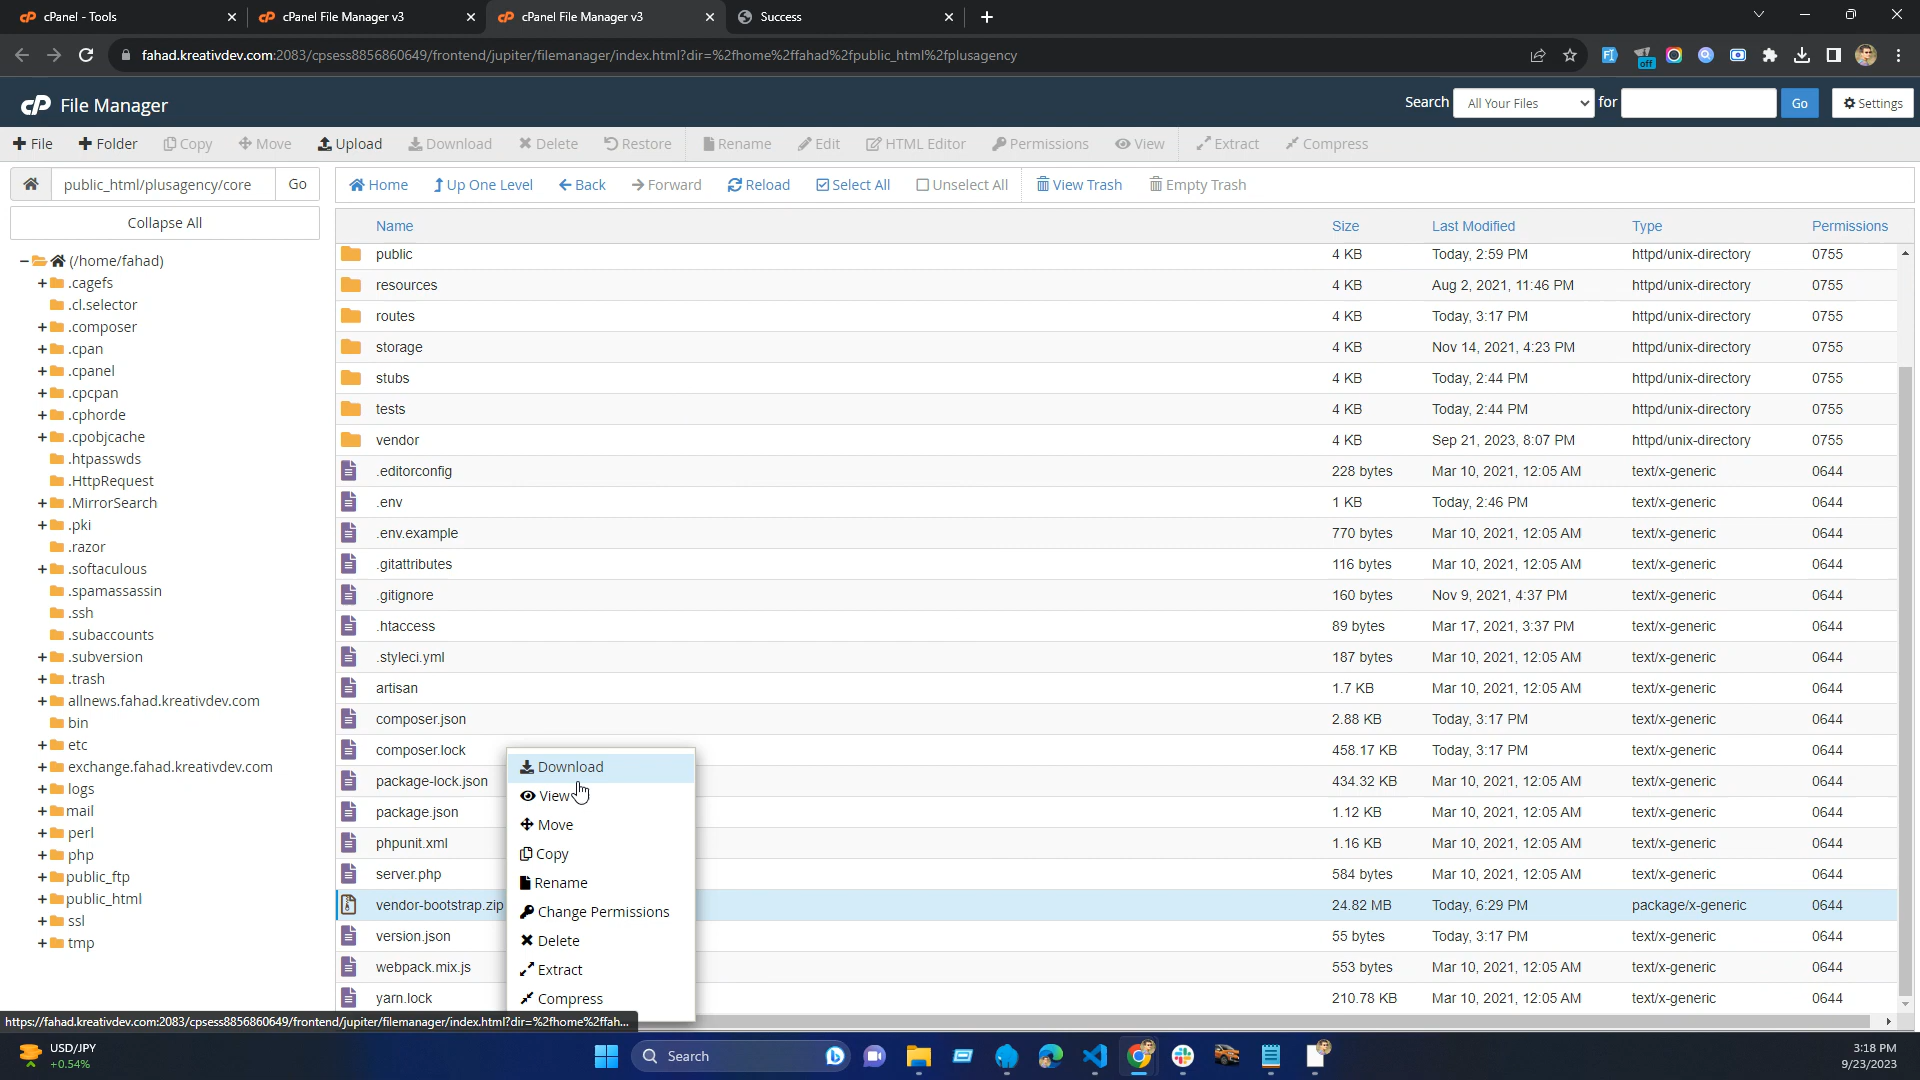 cPanel - Tools
cPanel File Manager v3
cPanel File Manager v3
Success
fahad.kreativdev.com:2083/cpsess8856860649/frontend/jupiter/filemanager/index.html?dir=%2fhome%2ffahad%2fpublic_html%2fplusagency
off
cP File Manager
Search All Your Files for Go Settings
File Folder Copy Move Upload Download Delete Restore Rename Edit HTML Editor Permissions View Extract Compress
public_html/plusagency/core Go
Home Up One Level Back Forward Reload Select All Unselect All View Trash Empty Trash
Collapse All
(/home/fahad)
.cagefs
.cl.selector
.composer
.cpan
.cpanel
.cpcpan
.cphorde
.cpobjcache
.htpasswds
.HttpRequest
.MirrorSearch
.pki
.razor
.softaculous
.spamassassin
.ssh
.subaccounts
.subversion
.trash
allnews.fahad.kreativdev.com
bin
etc
exchange.fahad.kreativdev.com
logs
mail
perl
php
public_ftp
public_html
ssl
tmp
Name Size Last Modified Type Permissions
public 4 KB Today, 2:59 PM httpd/unix-directory 0755
resources 4 KB Aug 2, 2021, 11:46 PM httpd/unix-directory 0755
routes 4 KB Today, 3:17 PM httpd/unix-directory 0755
storage 4 KB Nov 14, 2021, 4:23 PM httpd/unix-directory 0755
stubs 4 KB Today, 2:44 PM httpd/unix-directory 0755
tests 4 KB Today, 2:44 PM httpd/unix-directory 0755
vendor 4 KB Sep 21, 2023, 8:07 PM httpd/unix-directory 0755
.editorconfig 228 bytes Mar 10, 2021, 12:05 AM text/x-generic 0644
.env 1 KB Today, 2:46 PM text/x-generic 0644
.env.example 770 bytes Mar 10, 2021, 12:05 AM text/x-generic 0644
.gitattributes 116 bytes Mar 10, 2021, 12:05 AM text/x-generic 0644
.gitignore 160 bytes Nov 9, 2021, 4:37 PM text/x-generic 0644
.htaccess 89 bytes Mar 17, 2021, 3:37 PM text/x-generic 0644
.styleci.yml 187 bytes Mar 10, 2021, 12:05 AM text/x-generic 0644
artisan 1.7 KB Mar 10, 2021, 12:05 AM text/x-generic 0644
composer.json 2.88 KB Today, 3:17 PM text/x-generic 0644
composer.lock 458.17 KB Today, 3:17 PM text/x-generic 0644
package-lock.json 434.32 KB Mar 10, 2021, 12:05 AM text/x-generic 0644
package.json 1.12 KB Mar 10, 2021, 12:05 AM text/x-generic 0644
phpunit.xml 1.16 KB Mar 10, 2021, 12:05 AM text/x-generic 0644
server.php 584 bytes Mar 10, 2021, 12:05 AM text/x-generic 0644
vendor-bootstrap.zip 24.82 MB Today, 6:29 PM package/x-generic 0644
version.json 55 bytes Today, 3:17 PM text/x-generic 0644
webpack.mix.js 553 bytes Mar 10, 2021, 12:05 AM text/x-generic 0644
yarn.lock 210.78 KB Mar 10, 2021, 12:05 AM text/x-generic 0644
Download
View
Move
Copy
Rename
Change Permissions
Delete
Extract
Compress
https://fahad.kreativdev.com:2083/cpsess8856860649/frontend/jupiter/filemanager/index.html?dir=%2fhome%2ffah...
USD/JPY
+0.54%
Search
3:18 PM
9/23/2023